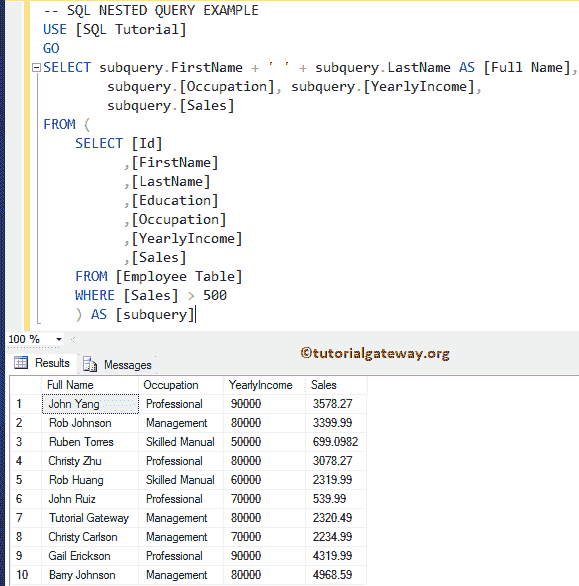 -- SQL NESTED QUERY EXAMPLE
USE [SQL Tutorial]
GO
SELECT subquery.FirstName + ' ' + subquery.LastName AS [Full Name],
subquery.[Occupation], subquery.[YearlyIncome],
subquery.[Sales]
FROM (
SELECT [Id]
,[FirstName]
,[LastName]
,[Education]
,[Occupation]
,[YearlyIncome]
,[Sales]
FROM [Employee Table]
WHERE [Sales] > 500
) AS [subquery]
100 %
©tutorialgateway.org
Results Messages
Full Name Occupation YearlyIncome Sales
1 John Yang Professional 90000 3578.27
2 Rob Johnson Management 80000 3399.99
3 Ruben Torres Skilled Manual 50000 699.0982
4 Christy Zhu Professional 80000 3078.27
5 Rob Huang Skilled Manual 60000 2319.99
6 John Ruiz Professional 70000 539.99
7 Tutorial Gateway Management 80000 2320.49
8 Christy Carlson Management 70000 2234.99
9 Gail Erickson Professional 90000 4319.99
10 Barry Johnson Management 80000 4968.59